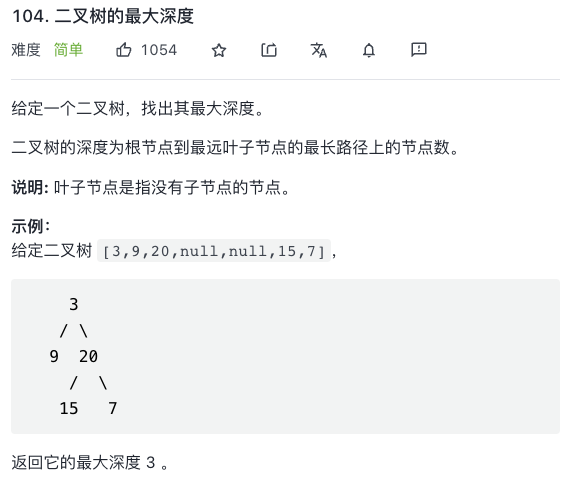 104. 二叉树的最大深度
难度 简单 1054
给定一个二叉树，找出其最大深度。
二叉树的深度为根节点到最远叶子节点的最长路径上的节点数。
说明: 叶子节点是指没有子节点的节点。
示例：
给定二叉树 [3,9,20,null,null,15,7]，
3
/ \
9 20
/ \
15 7
返回它的最大深度 3 。